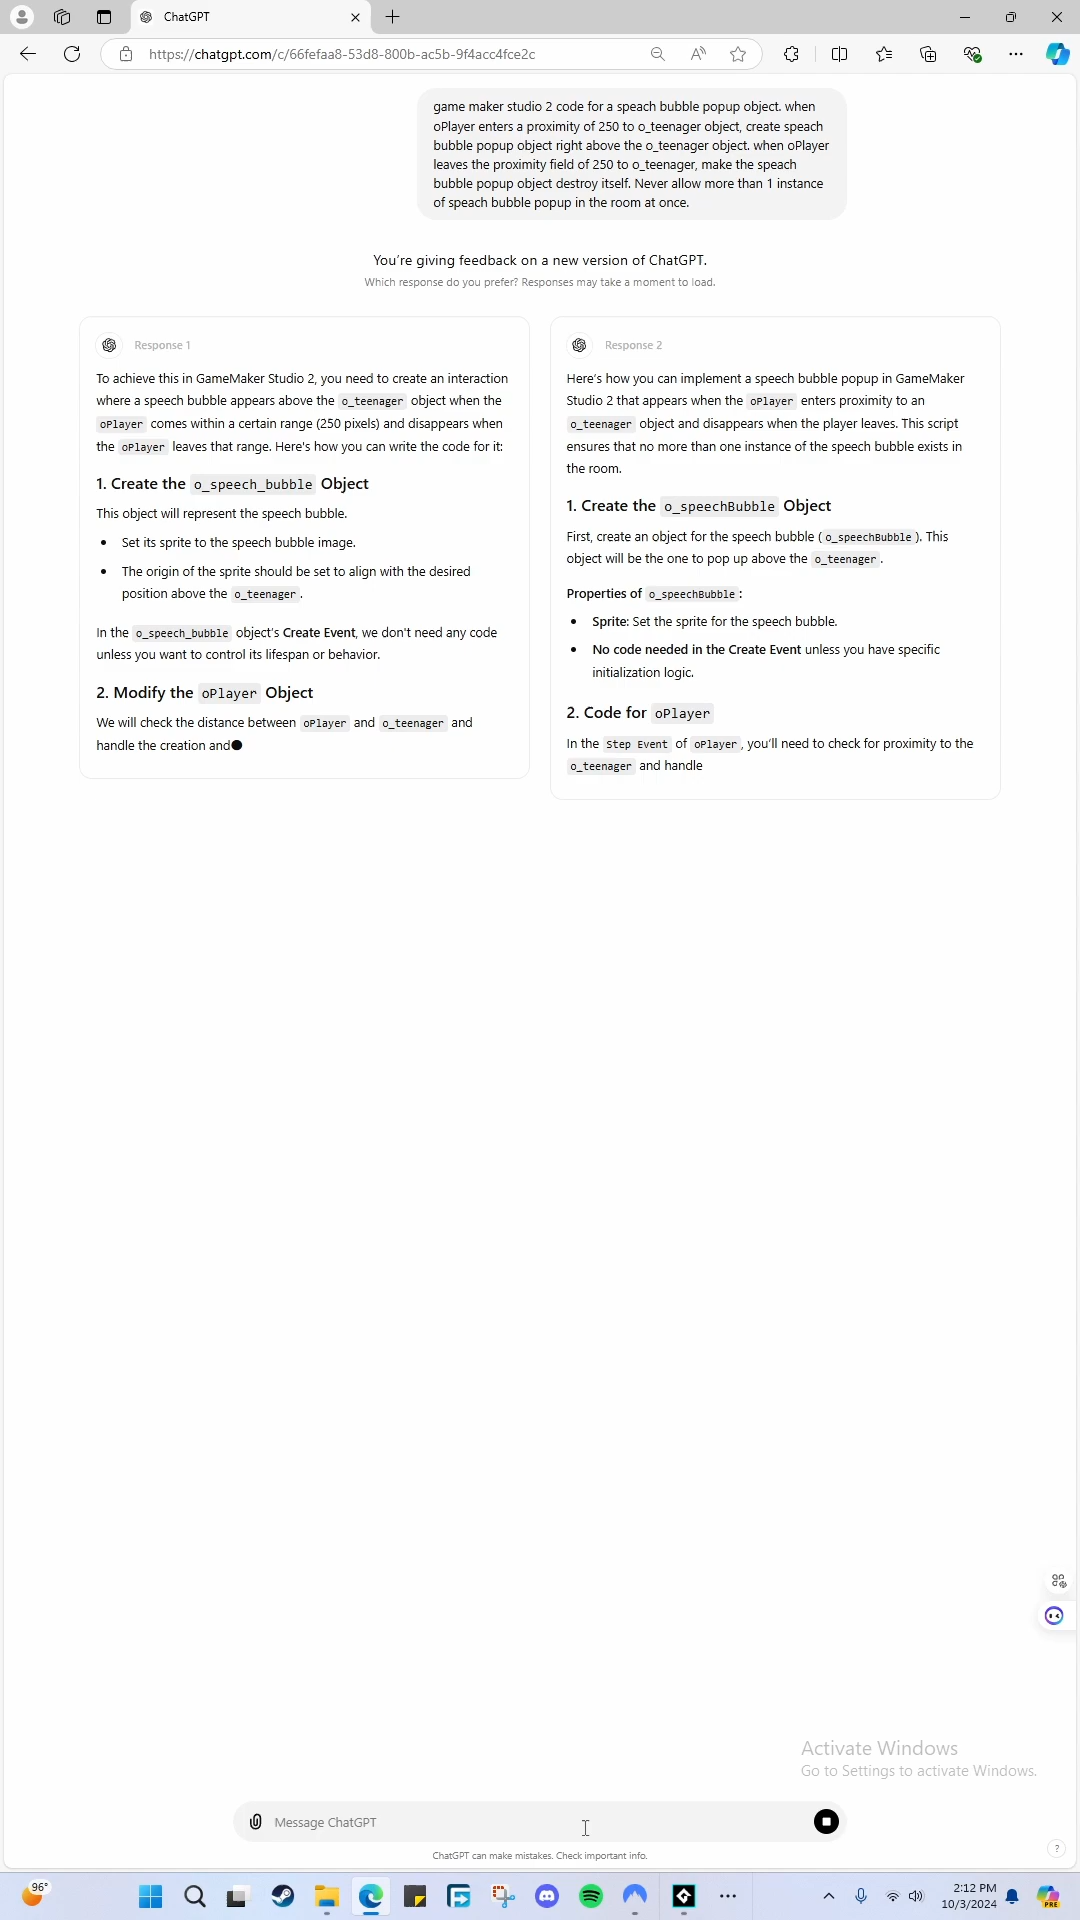 ChatGPT
https://chatgpt.com/c/66fefaa8-53d8-800b-ac5b-9f4acc4fce2c
game maker studio 2 code for a speach bubble popup object. when
oPlayer enters a proximity of 250 to o_teenager object, create speach
bubble popup object right above the o_teenager object. when oPlayer
leaves the proximity field of 250 to o_teenager, make the speach
bubble popup object destroy itself. Never allow more than 1 instance
of speach bubble popup in the room at once.
You're giving feedback on a new version of ChatGPT.
Which response do you prefer? Responses may take a moment to load.
Response 1
To achieve this in GameMaker Studio 2, you need to create an interaction
where a speech bubble appears above the o_teenager object when the
oPlayer comes within a certain range (250 pixels) and disappears when
the oPlayer leaves that range. Here's how you can write the code for it:
1. Create the o_speech_bubble Object
This object will represent the speech bubble.
• Set its sprite to the speech bubble image.
• The origin of the sprite should be set to align with the desired
position above the o_teenager.
In the o_speech_bubble object's Create Event, we don't need any code
unless you want to control its lifespan or behavior.
2. Modify the oPlayer Object
We will check the distance between oPlayer and o_teenager and
handle the creation and
Response 2
Here's how you can implement a speech bubble popup in GameMaker
Studio 2 that appears when the oPlayer enters proximity to an
o_teenager object and disappears when the player leaves. This script
ensures that no more than one instance of the speech bubble exists in
the room.
1. Create the o_speechBubble Object
First, create an object for the speech bubble (o_speechBubble). This
object will be the one to pop up above the o_teenager.
Properties of o_speechBubble:
• Sprite: Set the sprite for the speech bubble.
• No code needed in the Create Event unless you have specific
initialization logic.
2. Code for oPlayer
In the Step Event of oPlayer, you'll need to check for proximity to the
o_teenager and handle
Activate Windows
Go to Settings to activate Windows.
Message ChatGPT
ChatGPT can make mistakes. Check important info.
?
96°
2:12 PM
10/3/2024
PRE